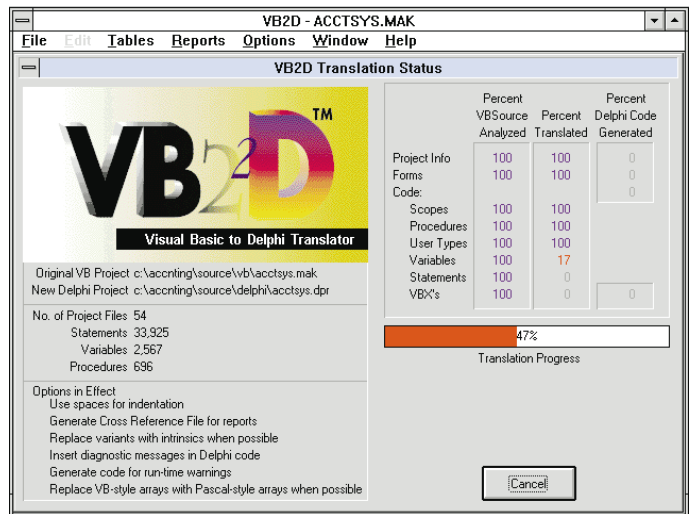 VB2D - ACCTSYS.MAK
File Edit Tables Reports Options Window Help
VB2D Translation Status
VB22D TM
Visual Basic to Delphi Translator
Original VB Project c:\accnting\source\vb\acctsys.mak
New Delphi Project c:\accnting\source\delphi\acctsys.dpr
No. of Project Files 54
Statements 33,925
Variables 2,567
Procedures 696
Options in Effect
Use spaces for indentation
Generate Cross Reference File for reports
Replace variants with intrinsics when possible
Insert diagnostic messages in Delphi code
Generate code for run-time warnings
Replace VB-style arrays with Pascal-style arrays when possible
Percent Percent
VBSource Percent Delphi Code
Analyzed Translated Generated
Project Info 100 100 0
Forms 100 100 0
Code: 0
Scopes 100 100
Procedures 100 100
User Types 100 100
Variables 100 17
Statements 100 0
VBX's 100 0 0
47%
Translation Progress
Cancel